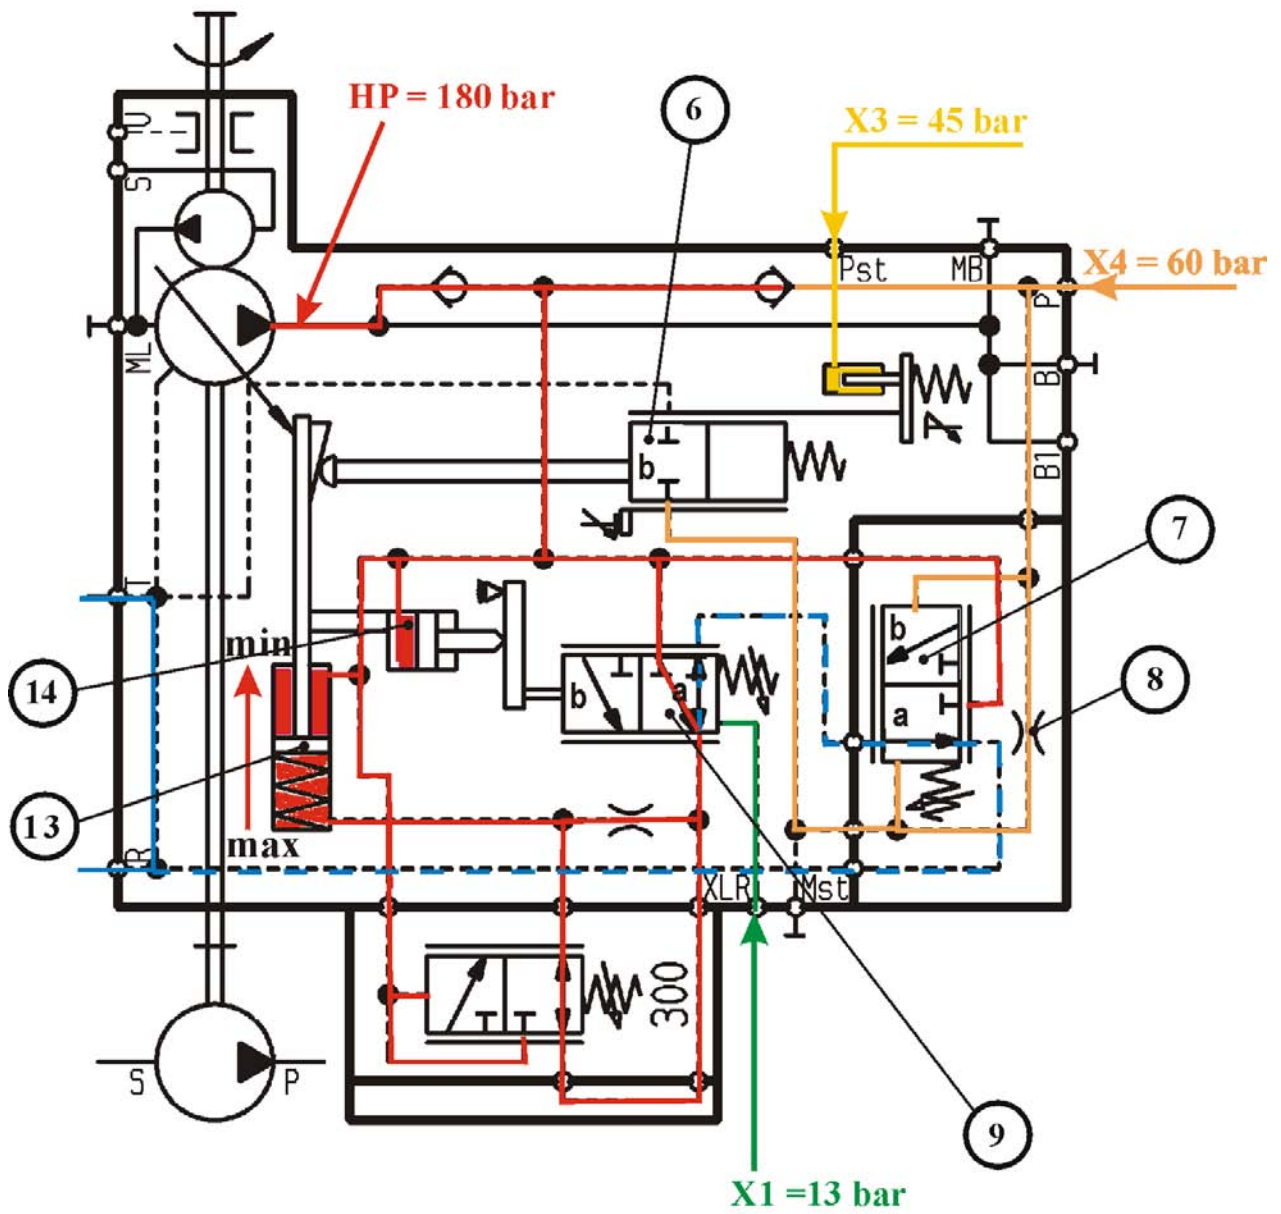 HP = 180 bar
6
X3 = 45 bar
U
S
Pst
MB
X4 = 60 bar
P
ML
B
b
B1
7
T
min
b
14
b
a
a
8
13
max
R
XLR
Mst
300
S
P
9
X1 =13 bar